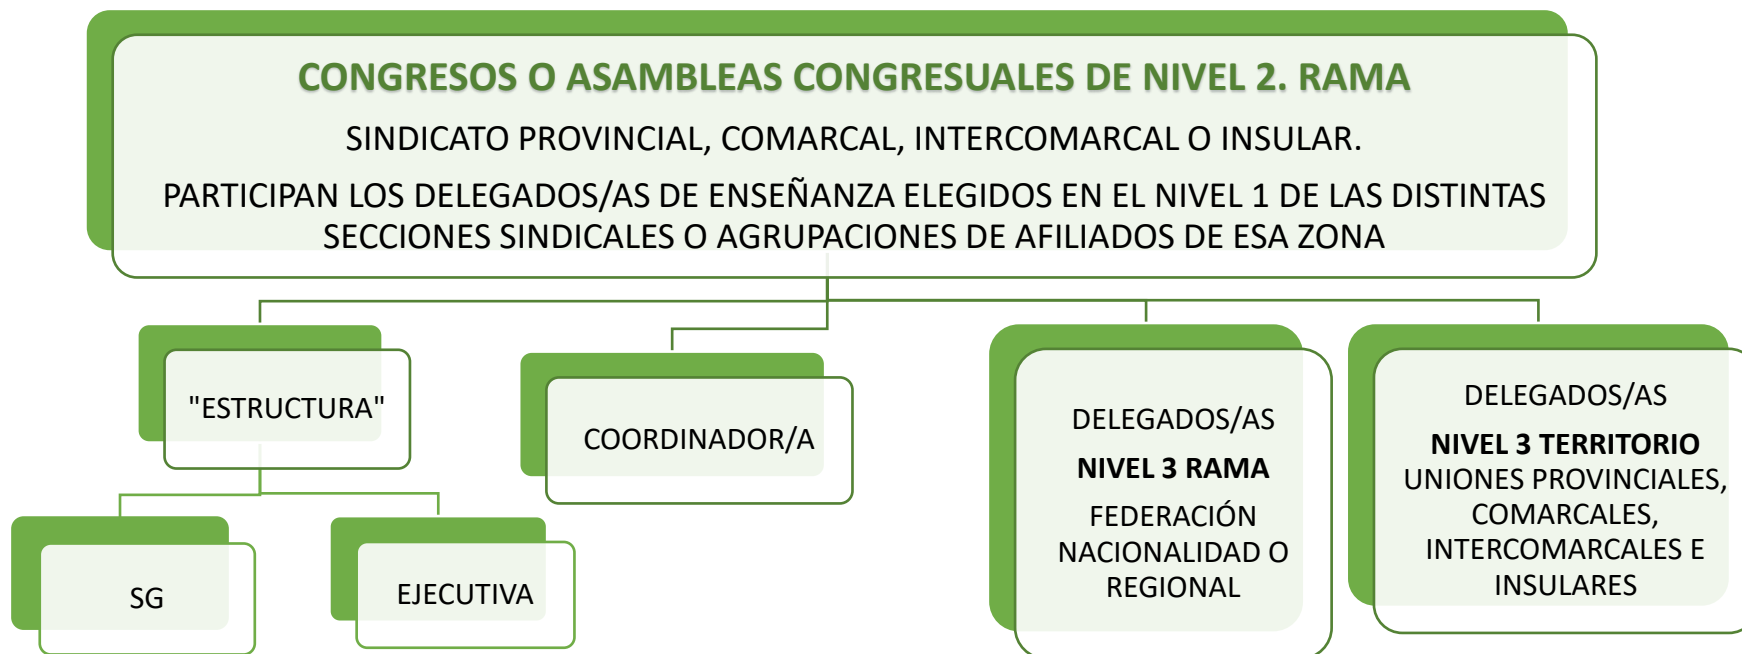 CONGRESOS O ASAMBLEAS CONGRESUALES DE NIVEL 2. RAMA
SINDICATO PROVINCIAL, COMARCAL, INTERCOMARCAL O INSULAR.
PARTICIPAN LOS DELEGADOS/AS DE ENSEÑANZA ELEGIDOS EN EL NIVEL 1 DE LAS DISTINTAS
SECCIONES SINDICALES O AGRUPACIONES DE AFILIADOS DE ESA ZONA
"ESTRUCTURA"
SG
EJECUTIVA
COORDINADOR/A
DELEGADOS/AS
NIVEL 3 RAMA
FEDERACIÓN
NACIONALIDAD O
REGIONAL
DELEGADOS/AS
NIVEL 3 TERRITORIO
UNIONES PROVINCIALES,
COMARCALES,
INTERCOMARCALES E
INSULARES